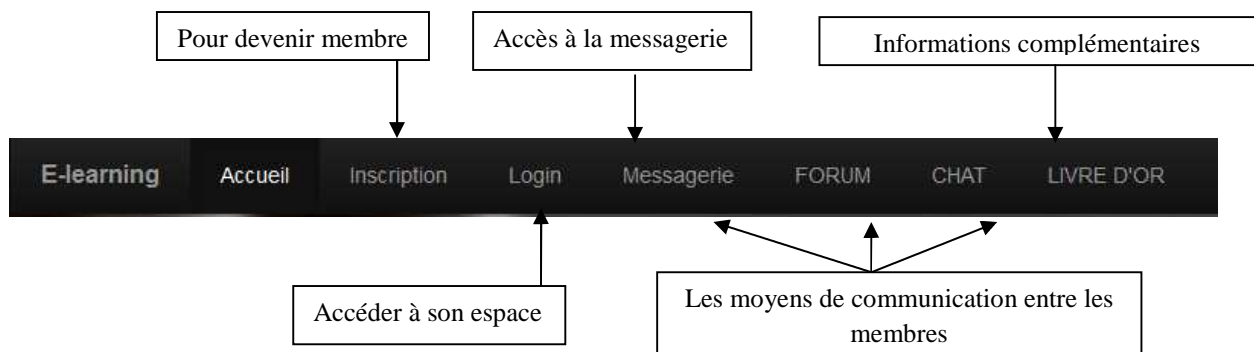 Pour devenir membre
Accès à la messagerie
Informations complémentaires
E-learning Accueil Inscription Login Messagerie FORUM CHAT LIVRE D'OR
Accéder à son espace
Les moyens de communication entre les
membres